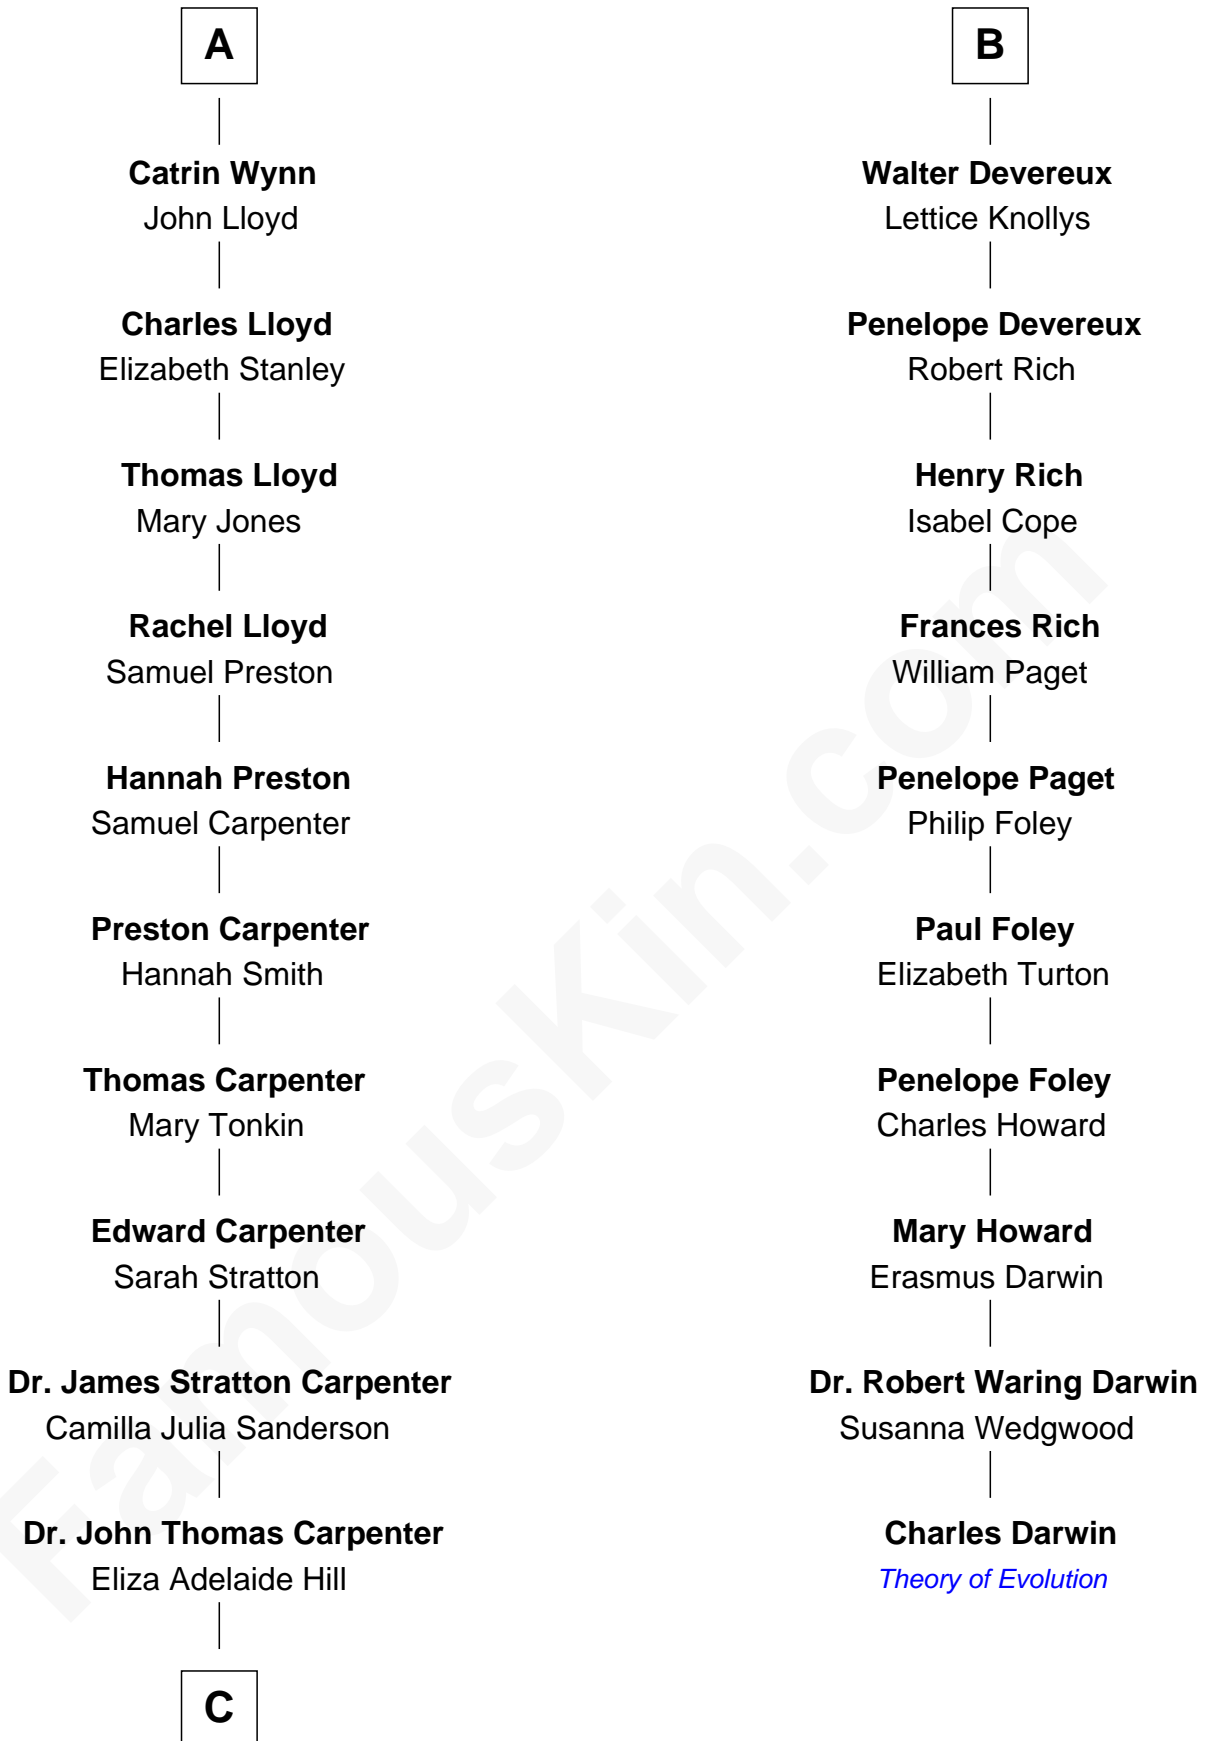 A
Catrin Wynn
John Lloyd
Charles Lloyd
Elizabeth Stanley
Thomas Lloyd
Mary Jones
Rachel Lloyd
Samuel Preston
Hannah Preston
Samuel Carpenter
Preston Carpenter
Hannah Smith
Thomas Carpenter
Mary Tonkin
Edward Carpenter
Sarah Stratton
Dr. James Stratton Carpenter
Camilla Julia Sanderson
Dr. John Thomas Carpenter
Eliza Adelaide Hill
C
B
Walter Devereux
Lettice Knollys
Penelope Devereux
Robert Rich
Henry Rich
Isabel Cope
Frances Rich
William Paget
Penelope Paget
Philip Foley
Paul Foley
Elizabeth Turton
Penelope Foley
Charles Howard
Mary Howard
Erasmus Darwin
Dr. Robert Waring Darwin
Susanna Wedgwood
Charles Darwin
Theory of Evolution
FamousKin.com